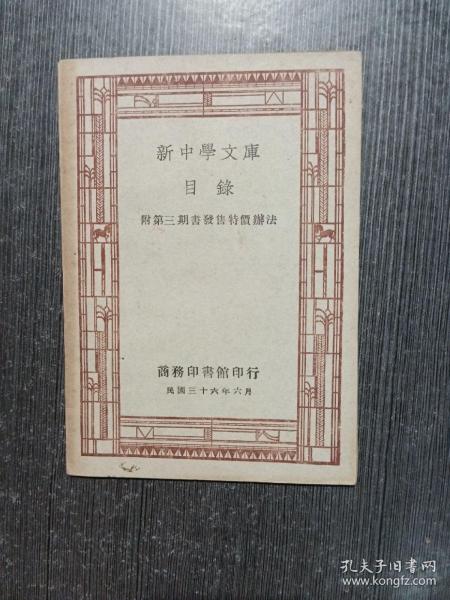 新中學文庫
目錄
附第三期書發售特價辦法
商務印書館印行
民國三十六年六月
孔夫子旧书网
www.kongfz.com